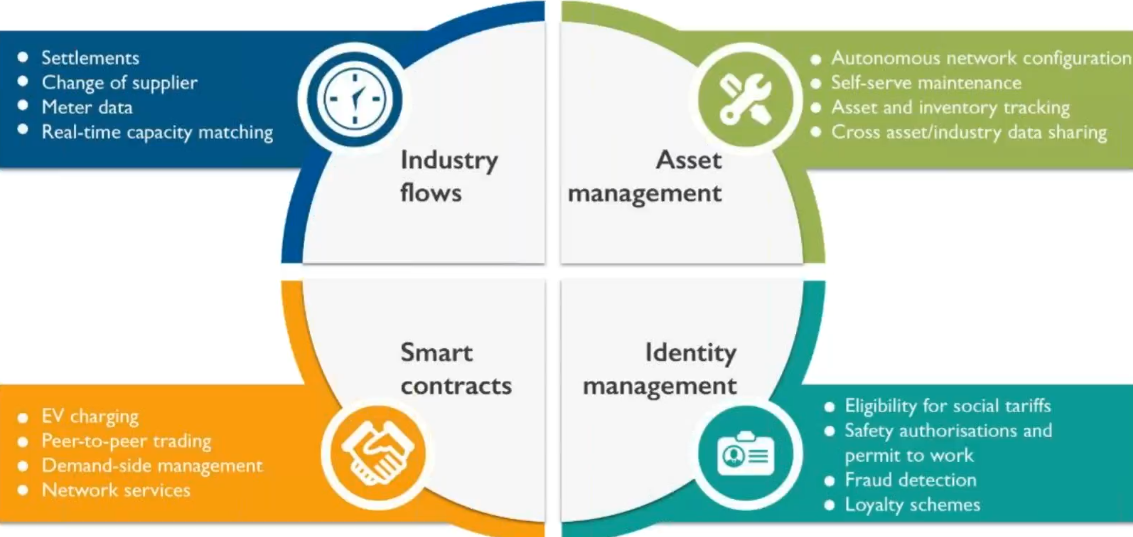 Settlements
Change of supplier
Meter data
Real-time capacity matching
Industry
flows
Asset
management
Autonomous network configuration
Self-serve maintenance
Asset and inventory tracking
Cross asset/industry data sharing
Smart
contracts
EV charging
Peer-to-peer trading
Demand-side management
Network services
Identity
management
Eligibility for social tariffs
Safety authorisations and
permit to work
Fraud detection
Loyalty schemes